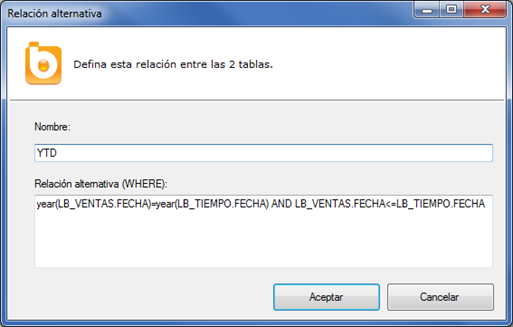 Relación alternativa
Defina esta relación entre las 2 tablas.
Nombre:
YTD
Relación alternativa (WHERE):
year(LB_VENTAS.FECHA)=year(LB_TIEMPO.FECHA) AND LB_VENTAS.FECHA<=LB_TIEMPO.FECHA
Aceptar
Cancelar